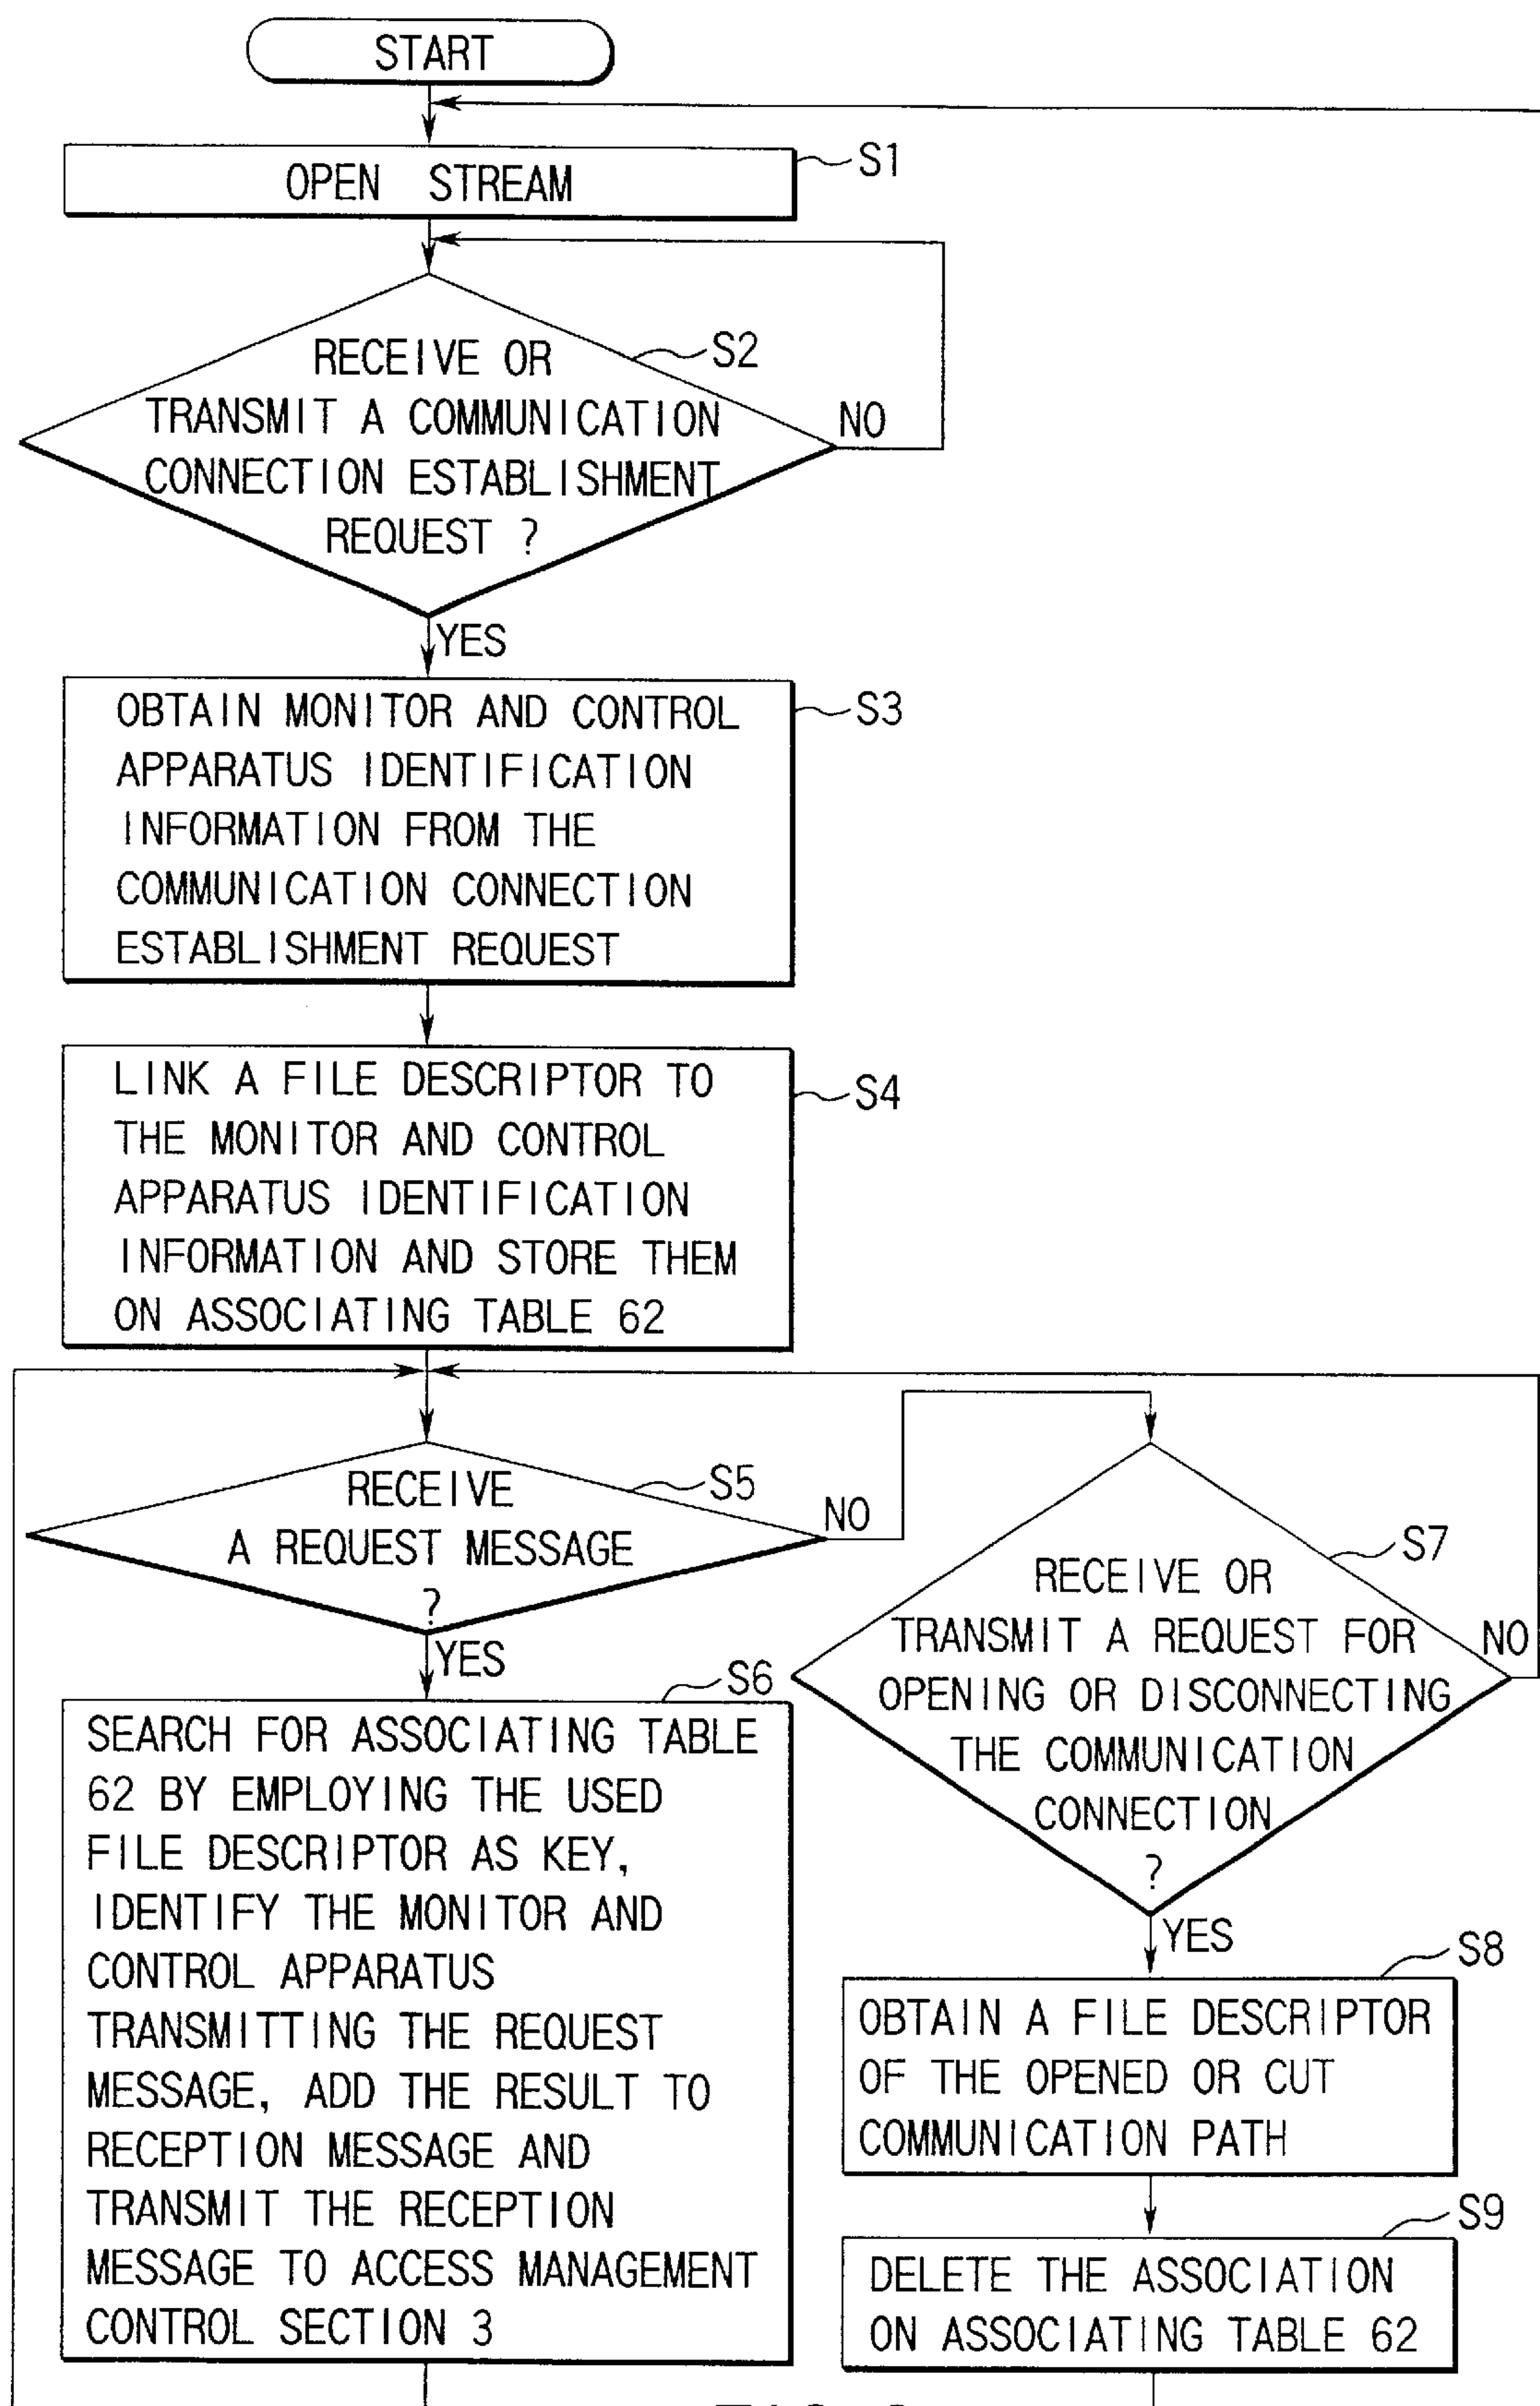 START
S1
OPEN STREAM
S2
RECEIVE OR
TRANSMIT A COMMUNICATION
CONNECTION ESTABLISHMENT
REQUEST ?
NO
YES
S3
OBTAIN MONITOR AND CONTROL
APPARATUS IDENTIFICATION
INFORMATION FROM THE
COMMUNICATION CONNECTION
ESTABLISHMENT REQUEST
S4
LINK A FILE DESCRIPTOR TO
THE MONITOR AND CONTROL
APPARATUS IDENTIFICATION
INFORMATION AND STORE THEM
ON ASSOCIATING TABLE 62
S5
RECEIVE
A REQUEST MESSAGE
?
NO
YES
S6
SEARCH FOR ASSOCIATING TABLE
62 BY EMPLOYING THE USED
FILE DESCRIPTOR AS KEY,
IDENTIFY THE MONITOR AND
CONTROL APPARATUS
TRANSMITTING THE REQUEST
MESSAGE, ADD THE RESULT TO
RECEPTION MESSAGE AND
TRANSMIT THE RECEPTION
MESSAGE TO ACCESS MANAGEMENT
CONTROL SECTION 3
S7
RECEIVE OR
TRANSMIT A REQUEST FOR
OPENING OR DISCONNECTING
THE COMMUNICATION
CONNECTION
?
NO
YES
S8
OBTAIN A FILE DESCRIPTOR
OF THE OPENED OR CUT
COMMUNICATION PATH
S9
DELETE THE ASSOCIATION
ON ASSOCIATING TABLE 62